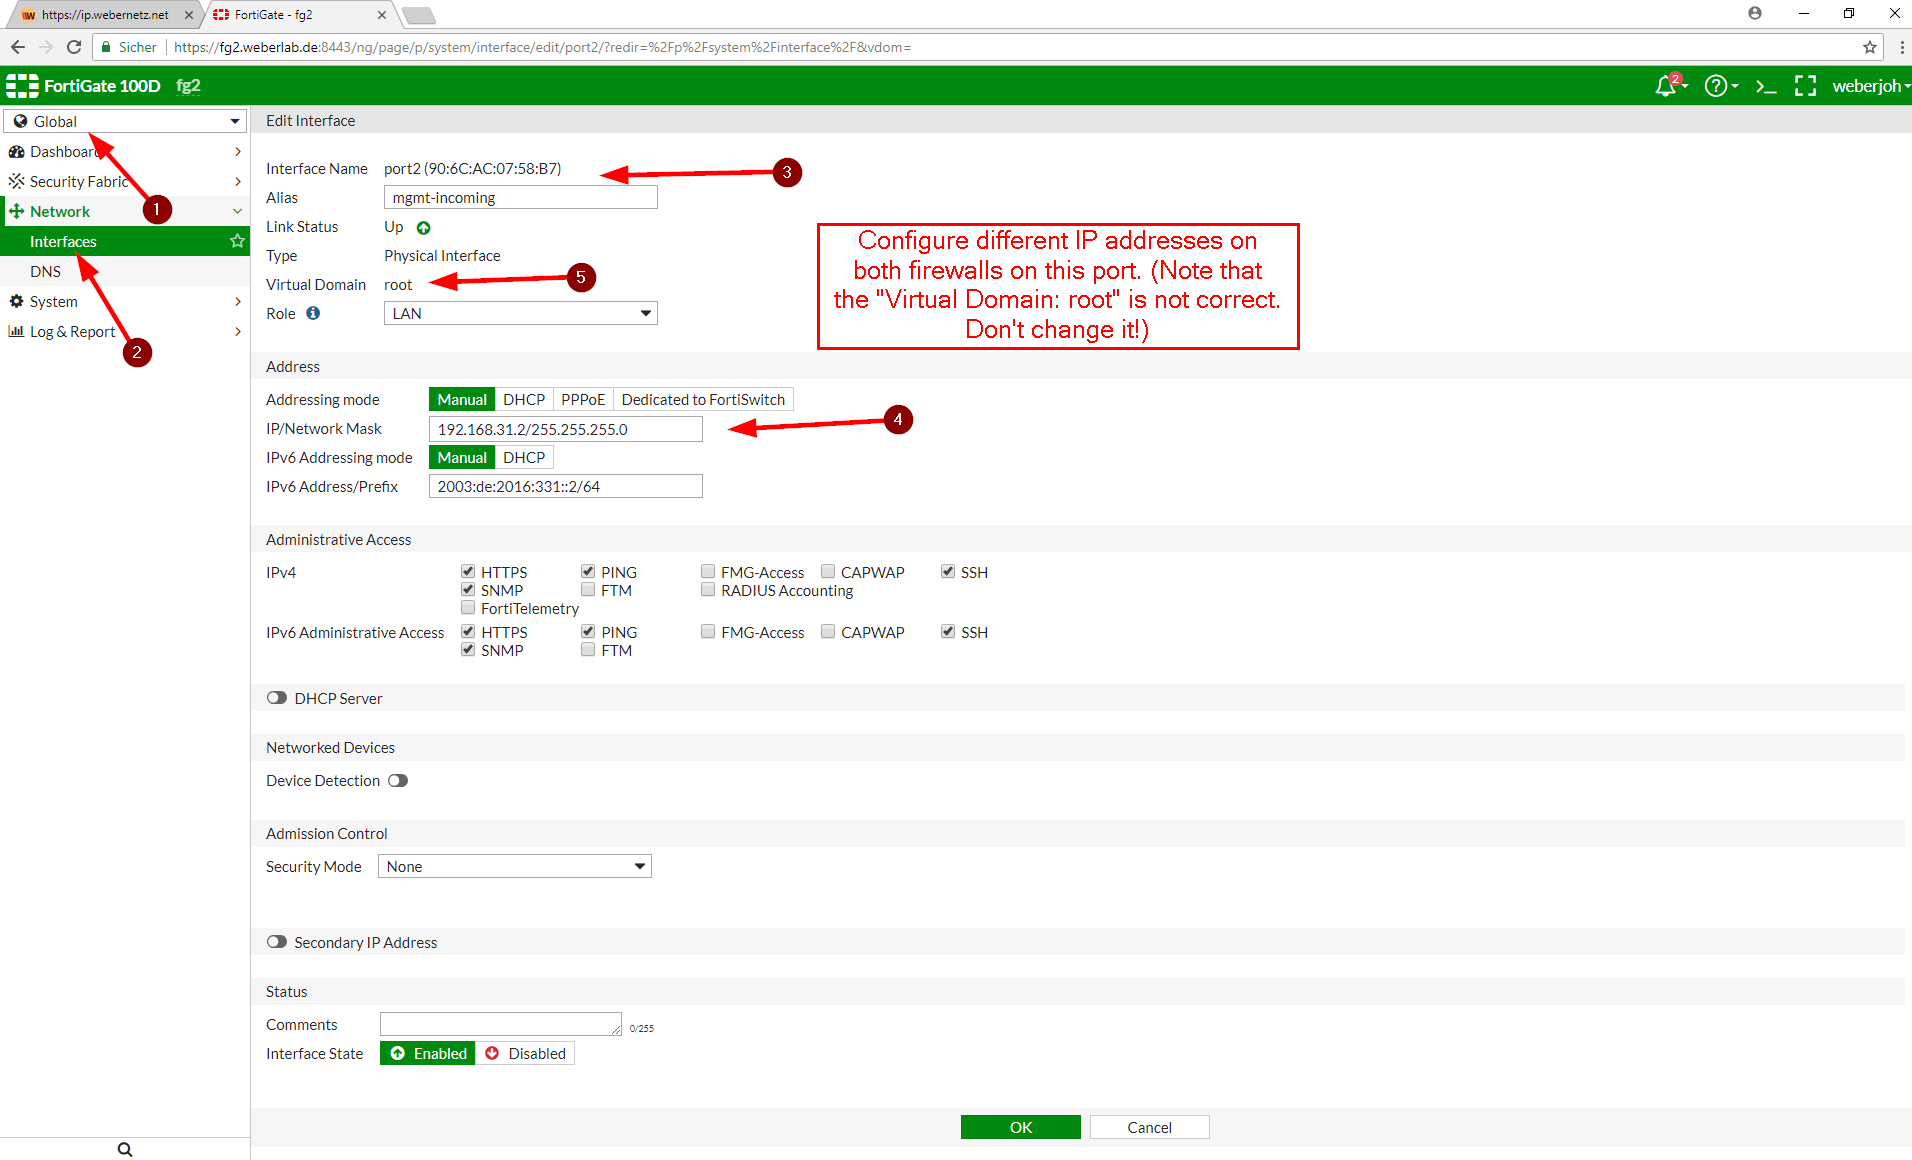 https://ip.webernetz.net
FortiGate - fg2
Sicher https://fg2.weberlab.de:8443/ng/page/p/system/interface/edit/port2/?redir=%2Fp%2Fsystem%2Finterface%2F&vdom=
FortiGate 100D fg2
2
weberjoh
Global
Dashboard
Security Fabric
Network
Interfaces
DNS
System
Log & Report
1
2
Edit Interface
Interface Name port2 (90:6C:AC:07:58:B7)
3
Alias mgmt-incoming
Link Status Up
Type Physical Interface
Virtual Domain root
5
Role LAN
Configure different IP addresses on
both firewalls on this port. (Note that
the "Virtual Domain: root" is not correct.
Don't change it!)
Address
Addressing mode Manual DHCP PPPoE Dedicated to FortiSwitch
IP/Network Mask 192.168.31.2/255.255.255.0
4
IPv6 Addressing mode Manual DHCP
IPv6 Address/Prefix 2003:de:2016:331::2/64
Administrative Access
IPv4 HTTPS PING FMG-Access CAPWAP SSH
SNMP FTM RADIUS Accounting
FortiTelemetry
IPv6 Administrative Access HTTPS PING FMG-Access CAPWAP SSH
SNMP FTM
DHCP Server
Networked Devices
Device Detection
Admission Control
Security Mode None
Secondary IP Address
Status
Comments 0/255
Interface State Enabled Disabled
OK Cancel